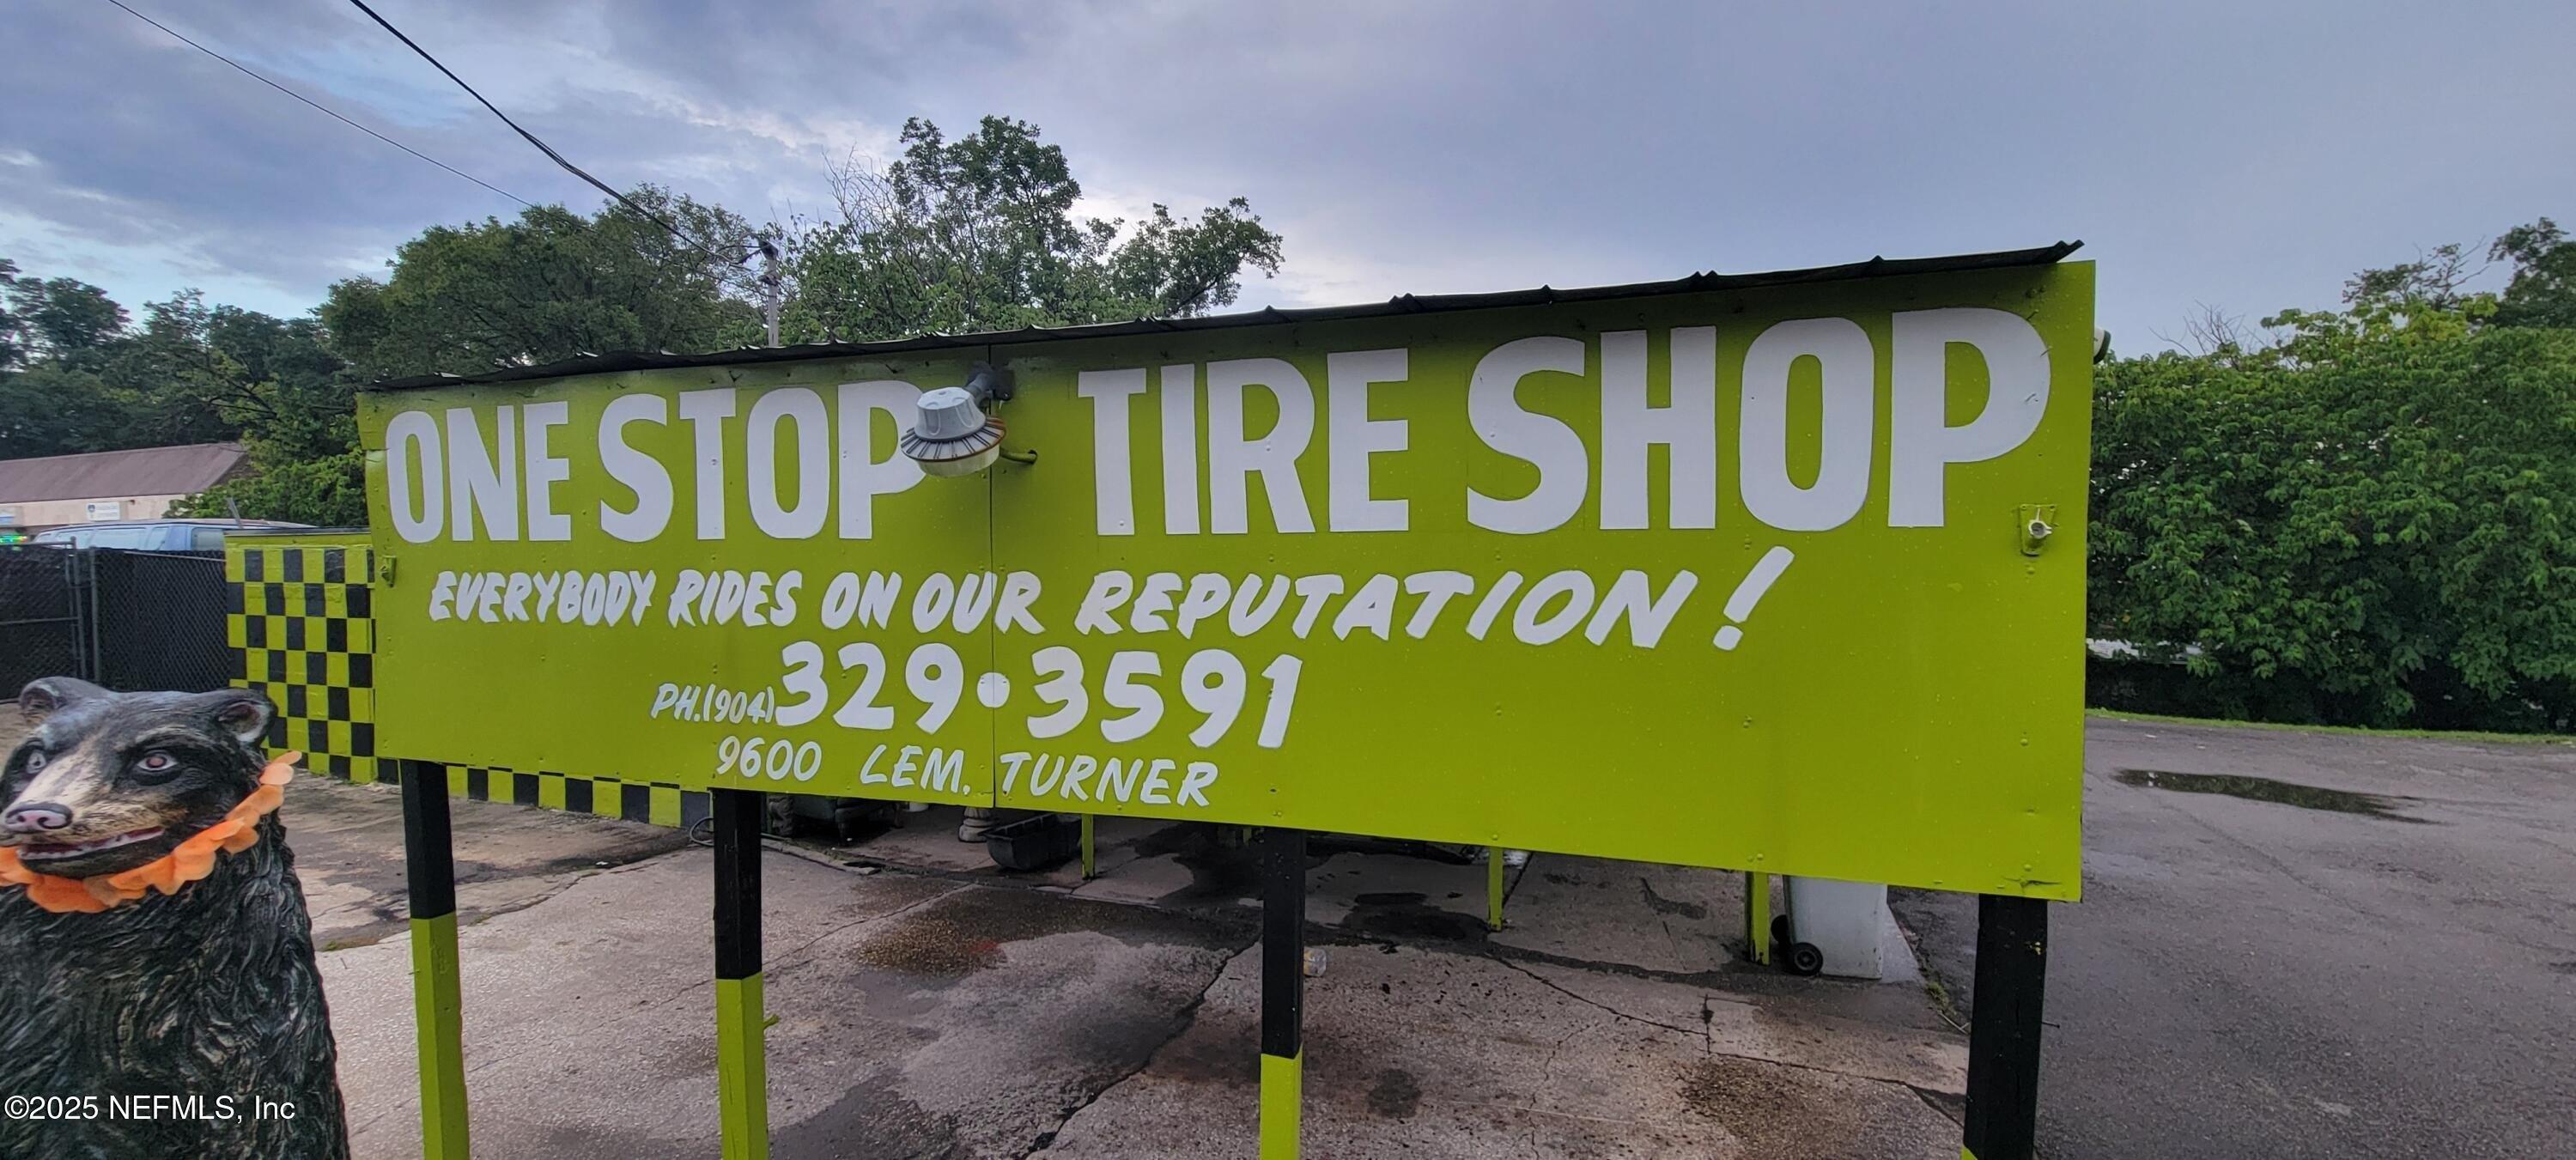 ONE STOP TIRE SHOP
EVERYBODY RIDES ON OUR REPUTATION!
PH.(904)329•3591
9600 LEM. TURNER
©2025 NEFMLS, Inc